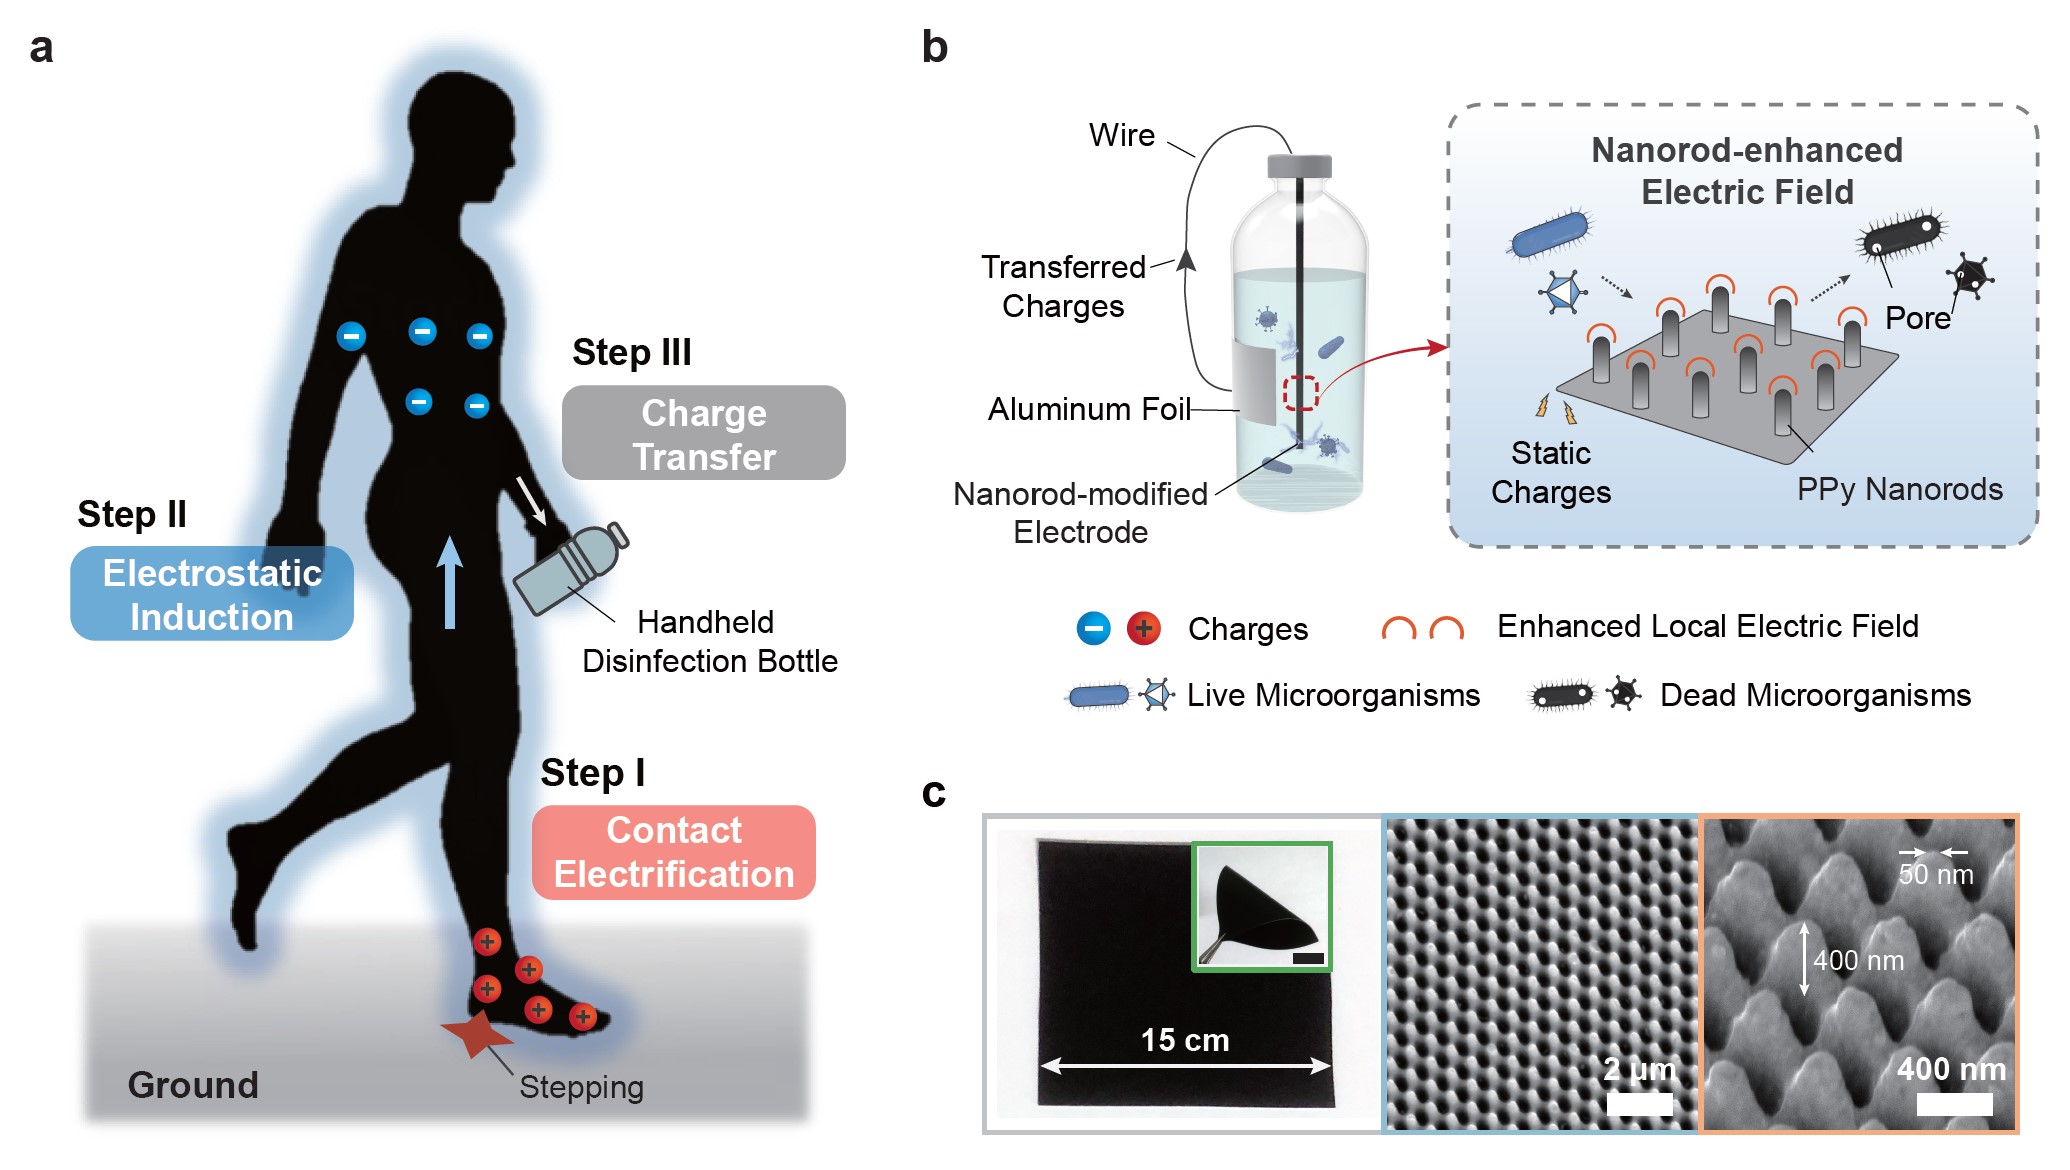 a
Step III
Charge
Transfer
Step II
Electrostatic
Induction
Handheld
Disinfection Bottle
Step I
Contact
Electrification
Ground
Stepping
b
Wire
Transferred
Charges
Aluminum Foil
Nanorod-modified
Electrode
Nanorod-enhanced
Electric Field
Pore
Static
Charges
PPy Nanorods
Charges
Enhanced Local Electric Field
Live Microorganisms
Dead Microorganisms
c
15 cm
2 μm
50 nm
400 nm
400 nm